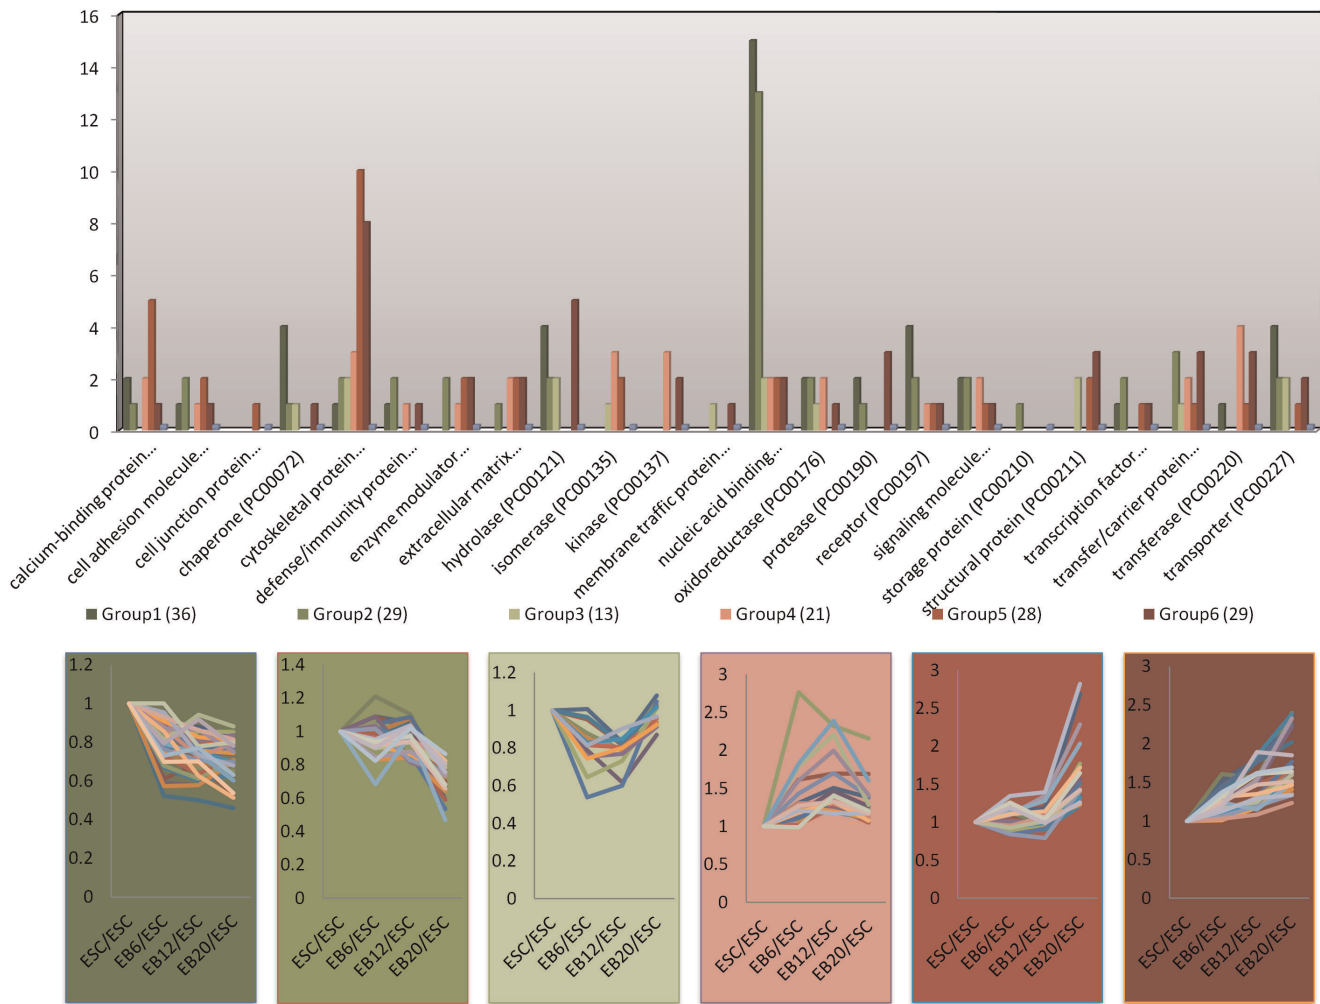 16
14
12
10
8
6
4
2
0
calcium-binding protein...
cell adhesion molecule...
cell junction protein...
chaperone (PC00072)
cytoskeletal protein...
defense/immunity protein...
enzyme modulator...
extracellular matrix...
hydrolase (PC00121)
isomerase (PC00135)
kinase (PC00137)
membrane traffic protein...
nucleic acid binding...
oxidoreductase (PC00176)
protease (PC00190)
receptor (PC00197)
signaling molecule...
storage protein (PC00210)
structural protein (PC00211)
transcription factor...
transfer/carrier protein...
transferase (PC00220)
transporter (PC00227)
Group1 (36) Group2 (29) Group3 (13) Group4 (21) Group5 (28) Group6 (29)
1.2
1
0.8
0.6
0.4
0.2
0
ESC/ESC
EB6/ESC
EB12/ESC
EB20/ESC
1.4
1.2
1
0.8
0.6
0.4
0.2
0
ESC/ESC
EB6/ESC
EB12/ESC
EB20/ESC
1.2
1
0.8
0.6
0.4
0.2
0
ESC/ESC
EB6/ESC
EB12/ESC
EB20/ESC
3
2.5
2
1.5
1
0.5
0
ESC/ESC
EB6/ESC
EB12/ESC
EB20/ESC
3
2.5
2
1.5
1
0.5
0
ESC/ESC
EB6/ESC
EB12/ESC
EB20/ESC
3
2.5
2
1.5
1
0.5
0
ESC/ESC
EB6/ESC
EB12/ESC
EB20/ESC